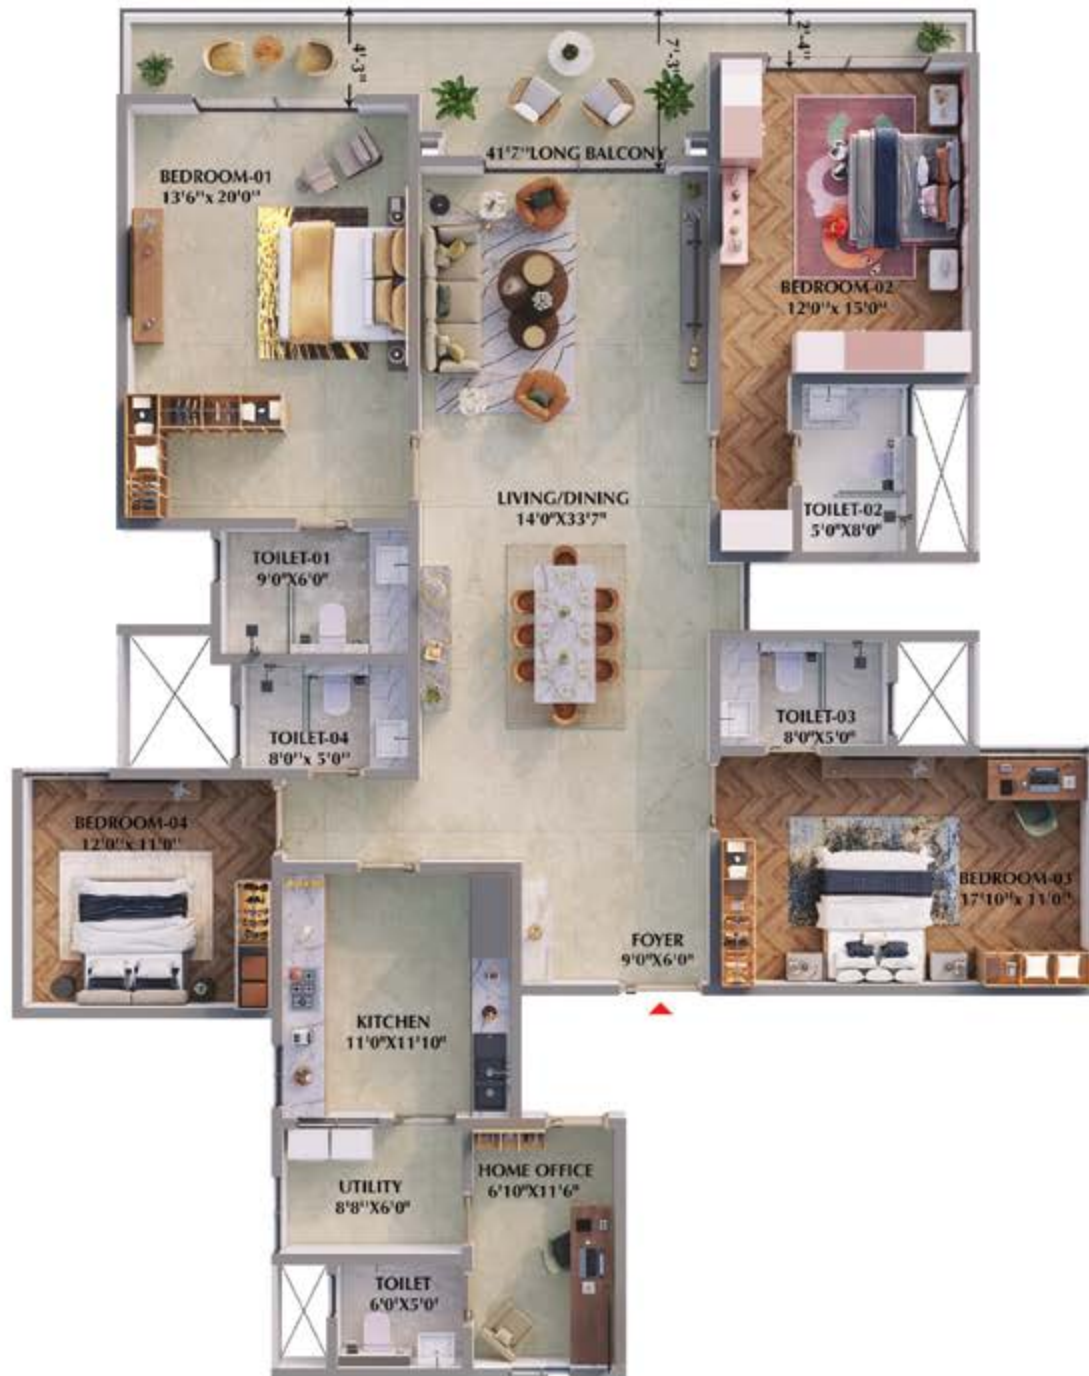 4'-3"
7'-3"
2'-4"
41'7"LONG BALCONY
BEDROOM-01
13'6"x 20'0"
BEDROOM-02
12'0"x 15'0"
LIVING/DINING
14'0"X33'7"
TOILET-02
5'0"X8'0"
TOILET-01
9'0"X6'0"
TOILET-03
8'0"X5'0"
TOILET-04
8'0"x 5'0"
BEDROOM-04
12'0"x 11'0"
BEDROOM-03
17'10"x 11'0"
FOYER
9'0"X6'0"
KITCHEN
11'0"X11'10"
HOME OFFICE
6'10"X11'6"
UTILITY
8'8"X6'0"
TOILET
6'0"X5'0"